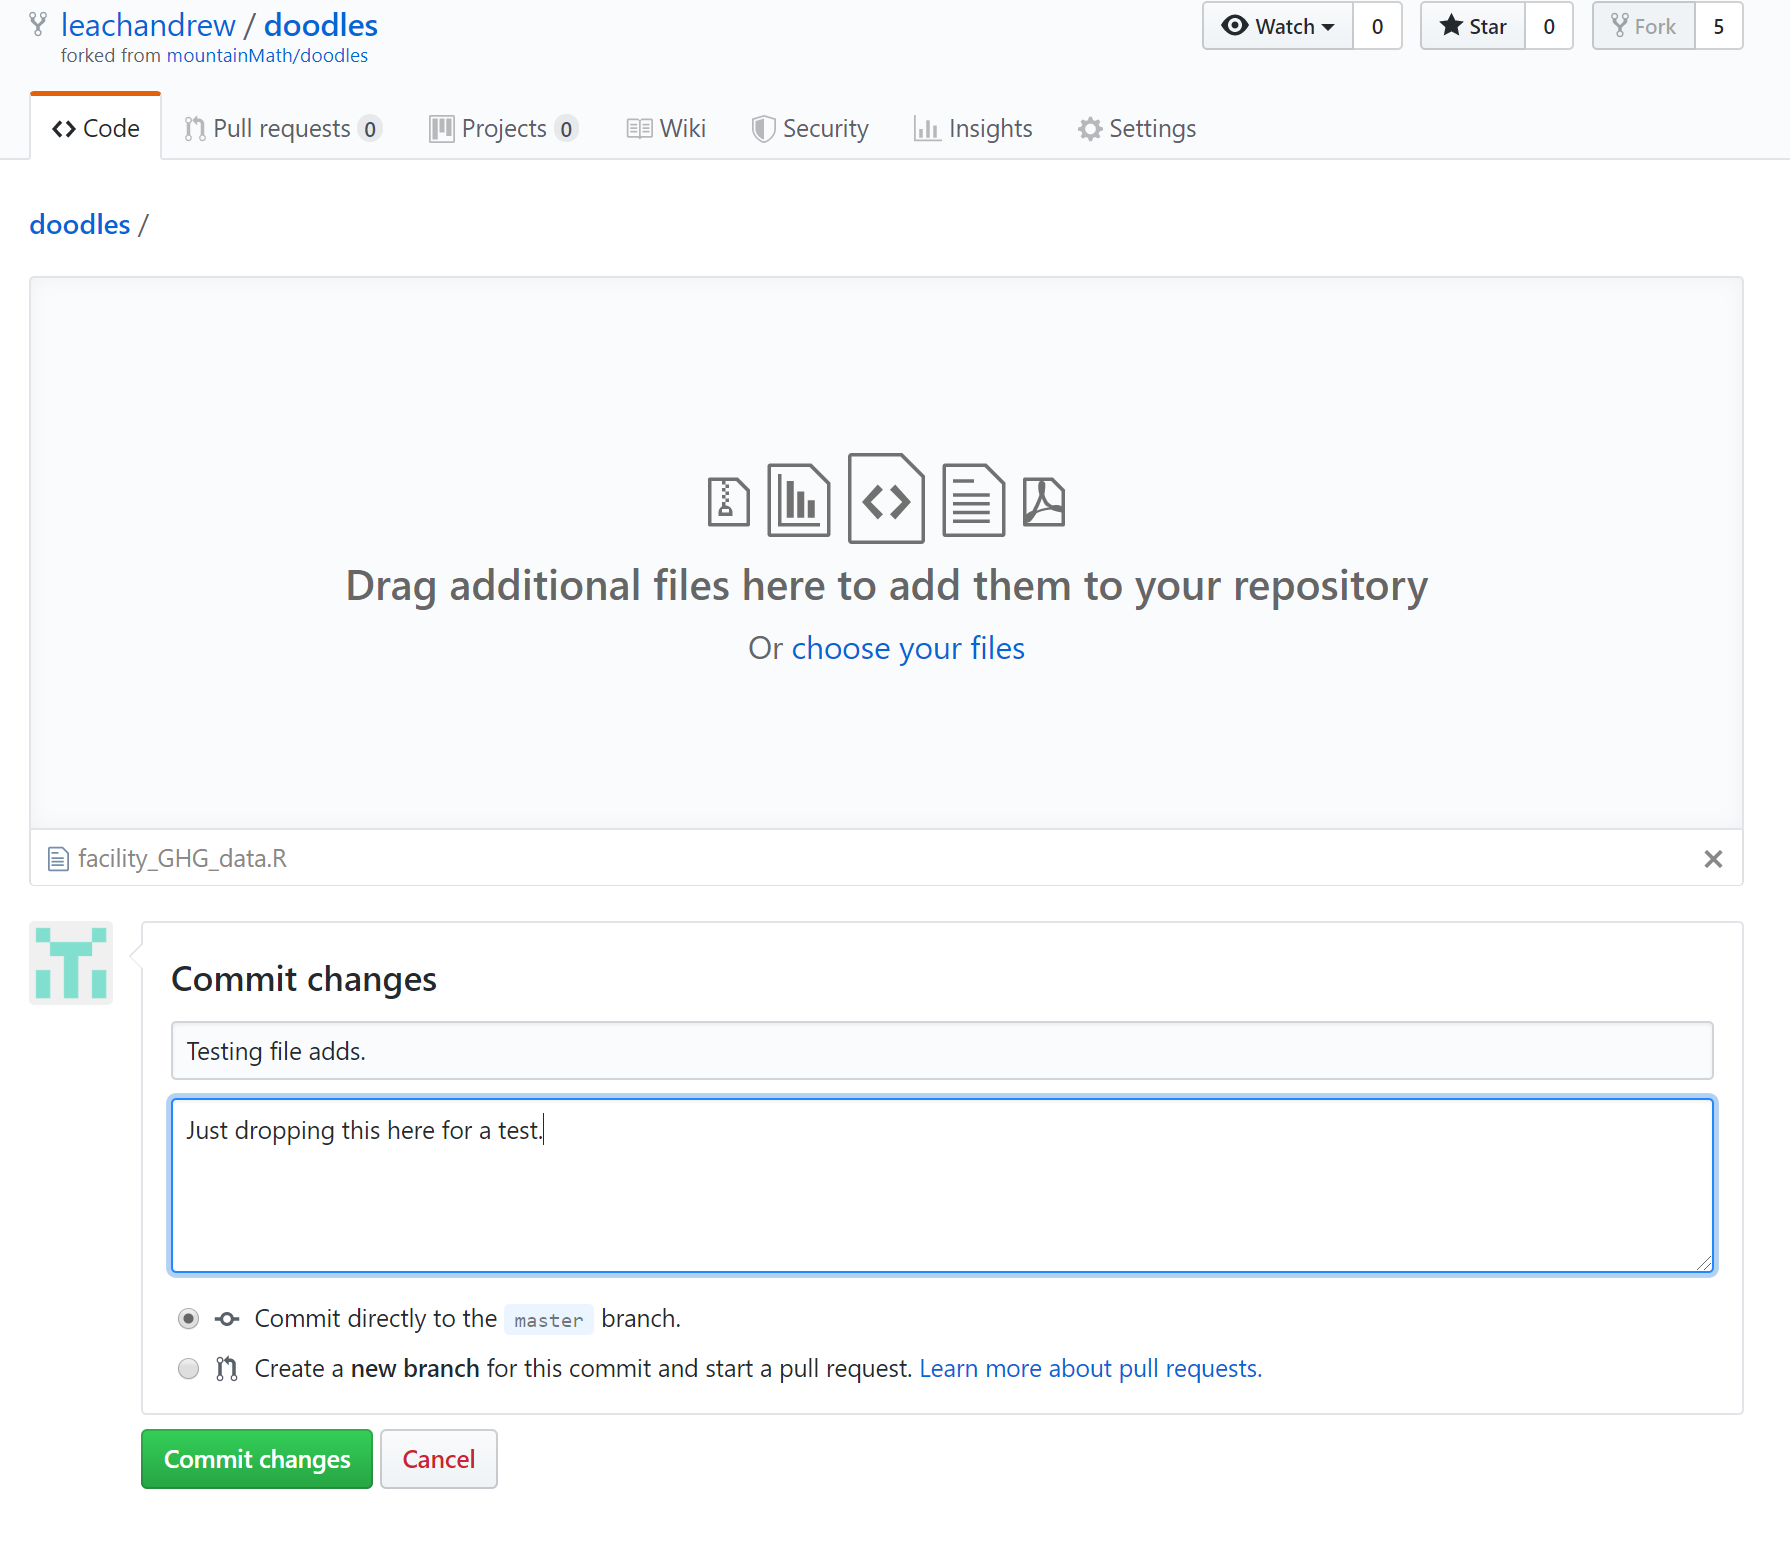 leachandrew / doodles
Watch 0
Star 0
Fork 5
forked from mountainMath/doodles
Code
Pull requests 0
Projects 0
Wiki
Security
Insights
Settings
doodles /
Drag additional files here to add them to your repository
Or choose your files
facility_GHG_data.R
Commit changes
Testing file adds.
Just dropping this here for a test.
Commit directly to the master branch.
Create a new branch for this commit and start a pull request. Learn more about pull requests.
Commit changes
Cancel